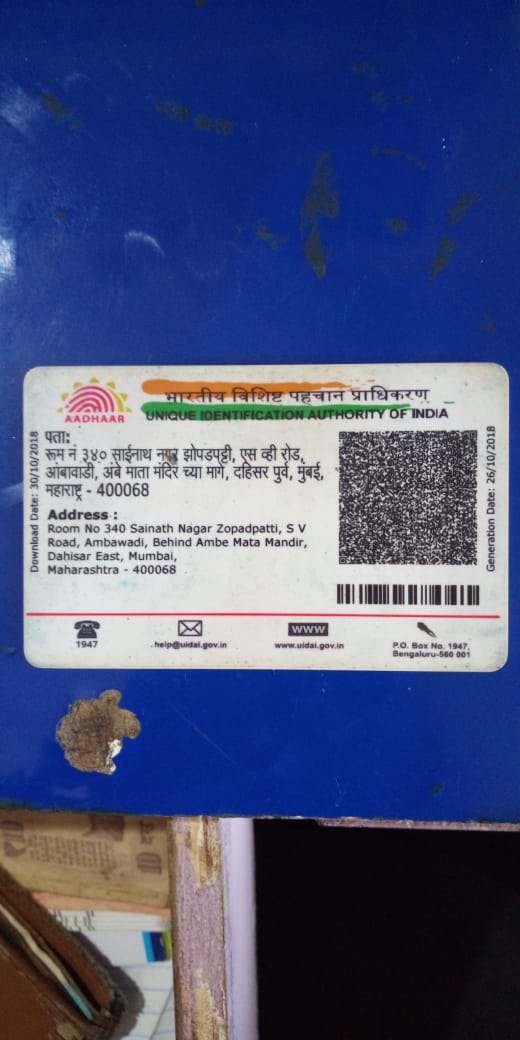 भारतीय विशिष्ट पहचान प्राधिकरण
UNIQUE IDENTIFICATION AUTHORITY OF INDIA
AADHAAR
पता:
रूम नं ३४० साईनाथ नगर झोपडपट्टी, एस व्ही रोड,
आंबावाडी, अंबे माता मंदिर च्या मागे, दहिसर पुर्व, मुंबई,
महाराष्ट्र - 400068
Address :
Room No 340 Sainath Nagar Zopadpatti, S V
Road, Ambawadi, Behind Ambe Mata Mandir,
Dahisar East, Mumbai,
Maharashtra - 400068
Download Date: 30/10/2018
Generation Date: 26/10/2018
1947
help@uidai.gov.in
WWW
www.uidai.gov.in
P.O. Box No. 1947,
Bengaluru-560 001